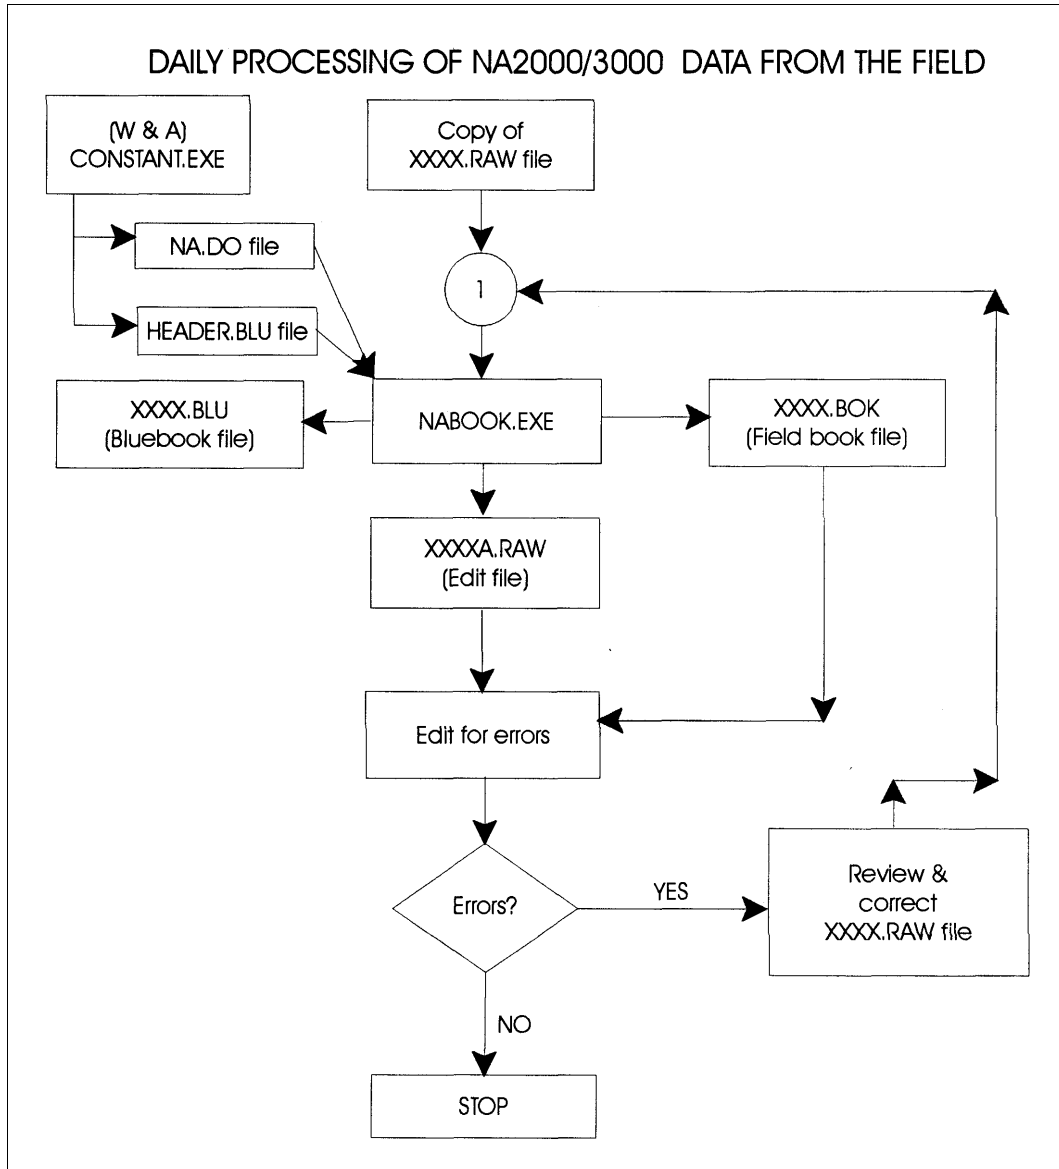 DAILY PROCESSING OF NA2000/3000 DATA FROM THE FIELD
(W & A)
CONSTANT.EXE
Copy of
XXXX.RAW file
NA.DO file
1
HEADER.BLU file
XXXX.BLU
(Bluebook file)
NABOOK.EXE
XXXX.BOK
(Field book file)
XXXXA.RAW
(Edit file)
Edit for errors
Errors?
YES
Review &
correct
XXXX.RAW file
NO
STOP